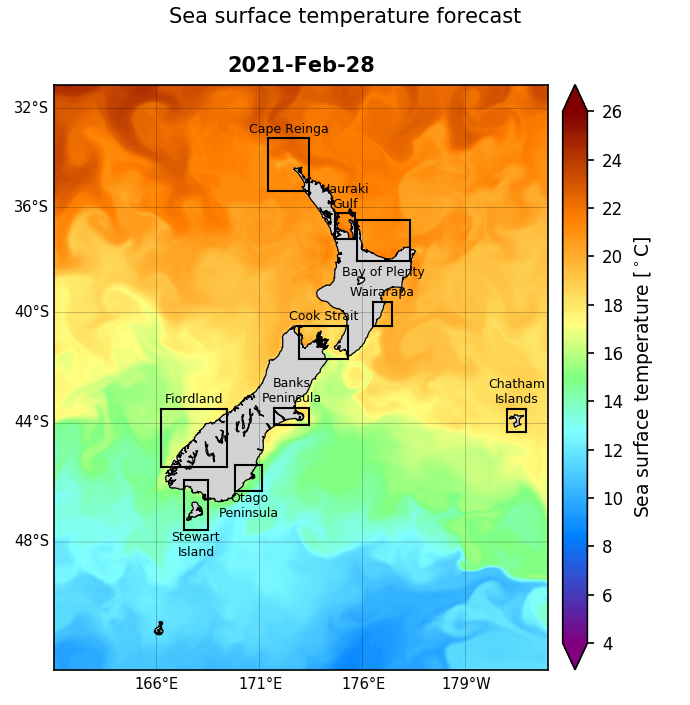 Sea surface temperature forecast
2021-Feb-28
32°S
36°S
40°S
44°S
48°S
Cape Reinga
Hauraki
Gulf
Bay of Plenty
Wairarapa
Cook Strait
Banks
Peninsula
Chatham
Islands
Fiordland
Otago
Peninsula
Stewart
Island
166°E
171°E
176°E
179°W
26
24
22
20
18
16
14
12
10
8
6
4
Sea surface temperature [°C]